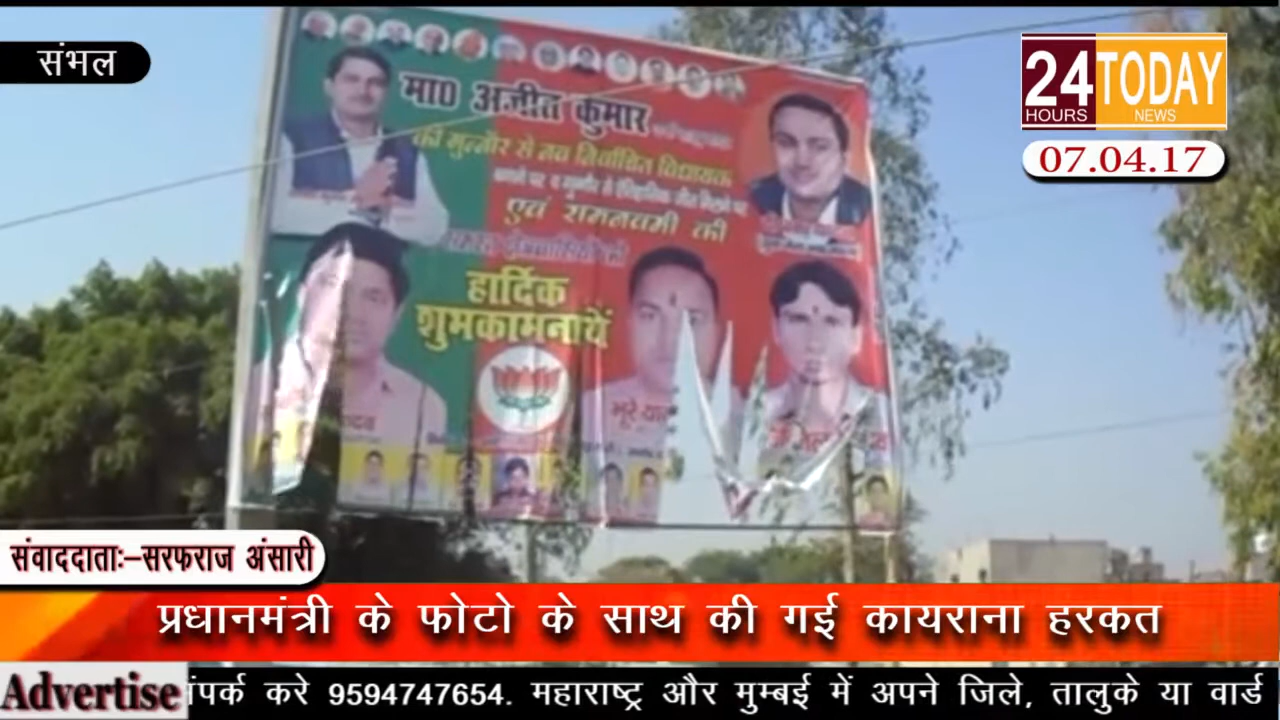 संभल
24 TODAY
HOURS NEWS
07.04.17
मा0 अजीत कुमार
को गुन्नौर से नव निर्वाचित विधायक
एवं रामनवमी की
हार्दिक
शुभकामनायें
भूरे
संवाददाताः–सरफराज अंसारी
प्रधानमंत्री के फोटो के साथ की गई कायराना हरकत
Advertise संपर्क करे 9594747654. महाराष्ट्र और मुम्बई में अपने जिले, तालुके या वार्ड